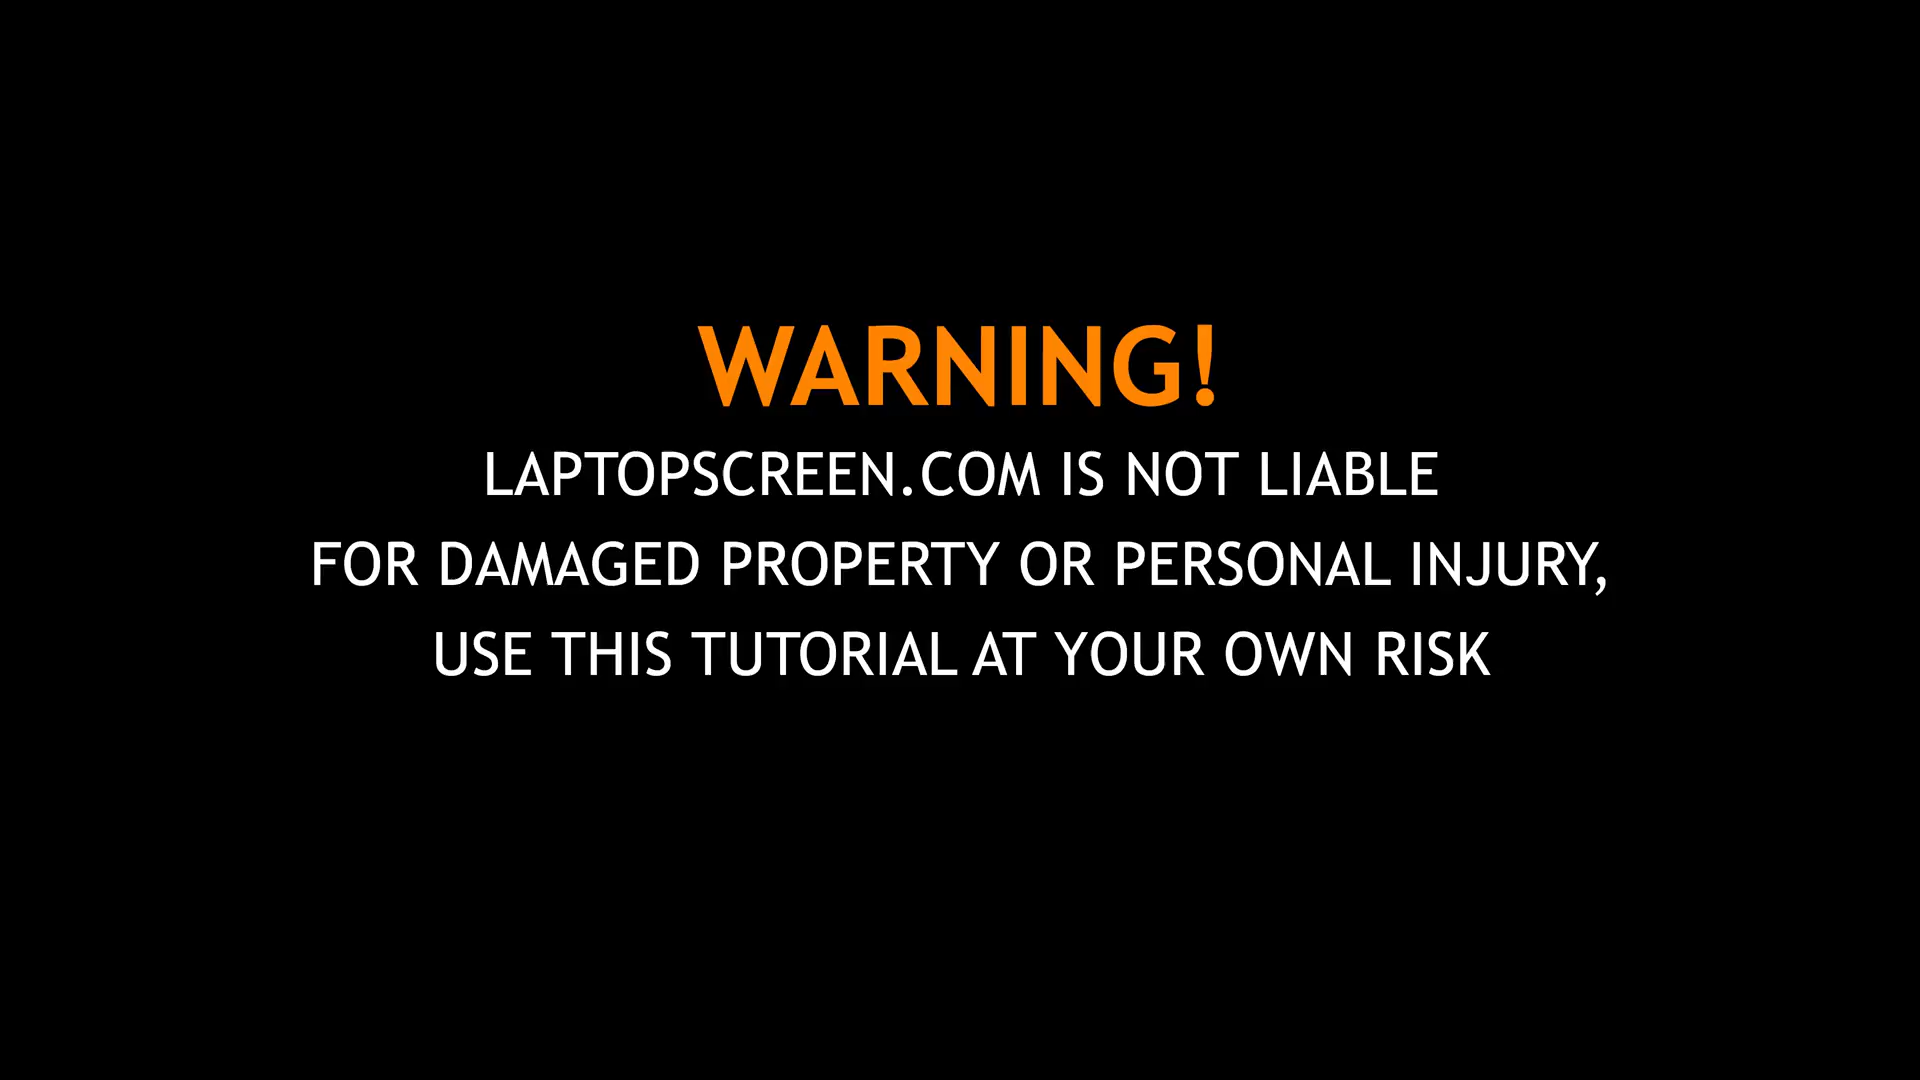 WARNING!
LAPTOPSCREEN.COM IS NOT LIABLE
FOR DAMAGED PROPERTY OR PERSONAL INJURY,
USE THIS TUTORIAL AT YOUR OWN RISK